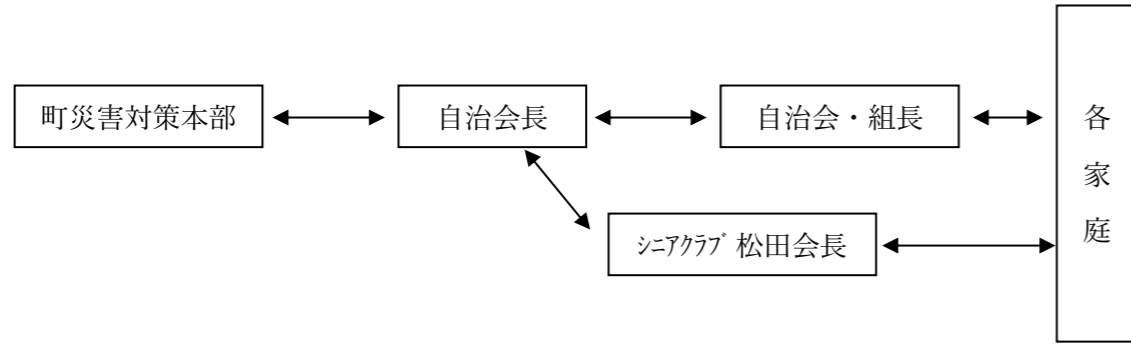 町災害対策本部
自治会長
自治会・組長
各家庭
ｼﾆｱｸﾗﾌﾞ松田会長